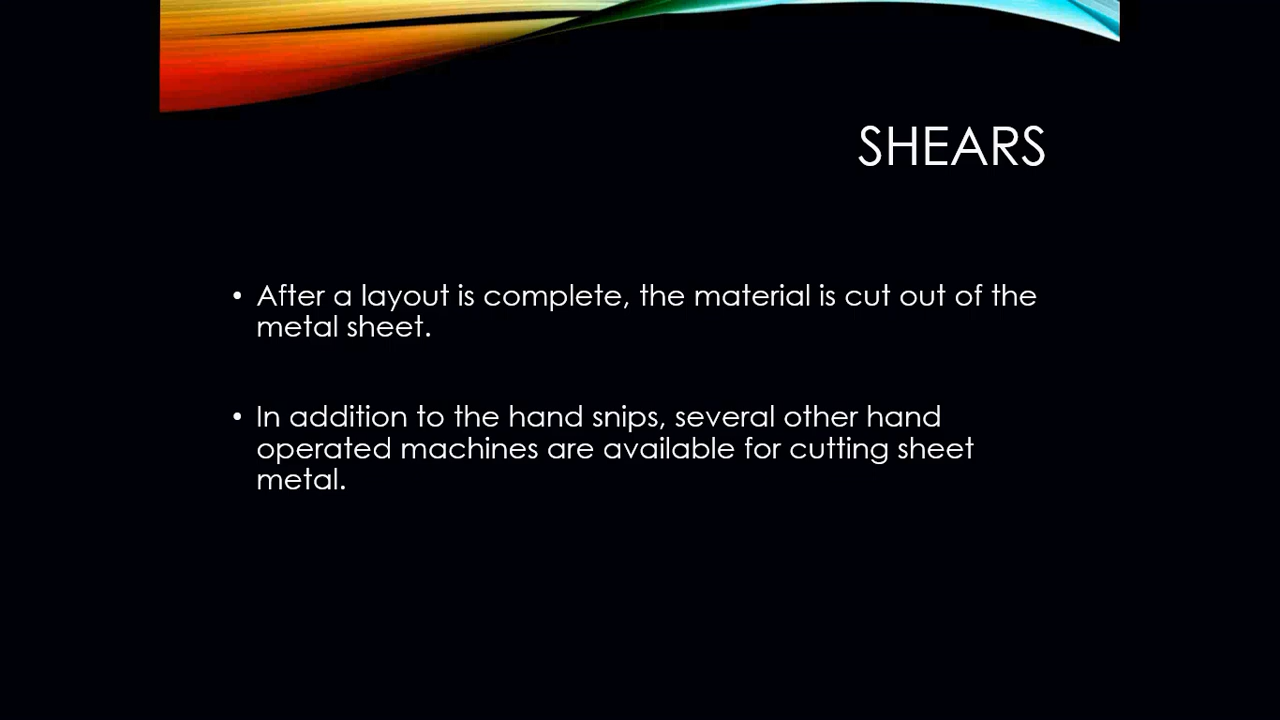 SHEARS
• After a layout is complete, the material is cut out of the
metal sheet.
• In addition to the hand snips, several other hand
operated machines are available for cutting sheet
metal.